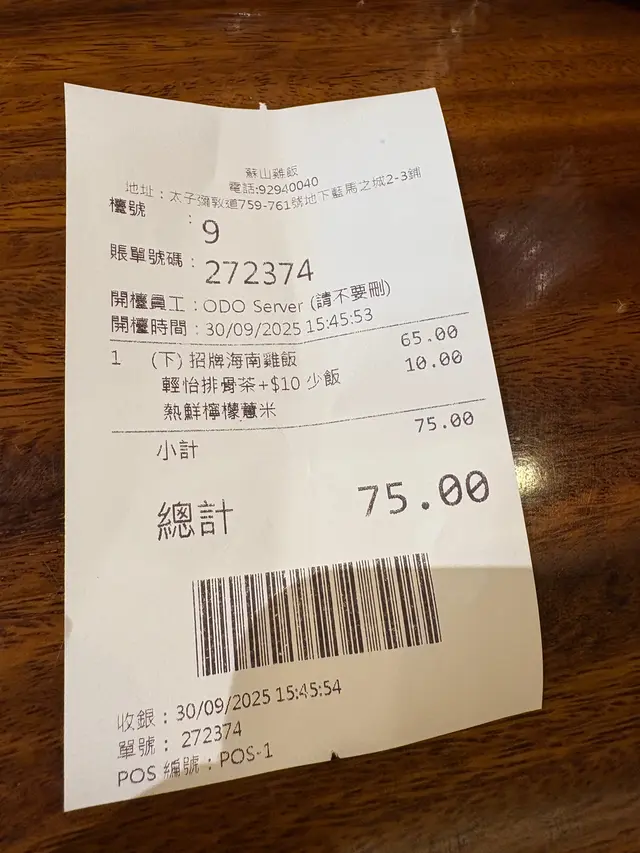 蘇山雞飯
電話:92940040
地址：太子彌敦道759-761號地下藍馬之城2-3鋪
檯號 : 9
賬單號碼 : 272374
開檯員工 : ODO Server (請不要刪)
開檯時間 : 30/09/2025 15:45:53
1 (下) 招牌海南雞飯 65.00
輕怡排骨茶+$10 少飯 10.00
熱鮮檸檬薏米
小計 75.00
總計 75.00
收銀 : 30/09/2025 15:45:54
單號 : 272374
POS 編號 : POS-1